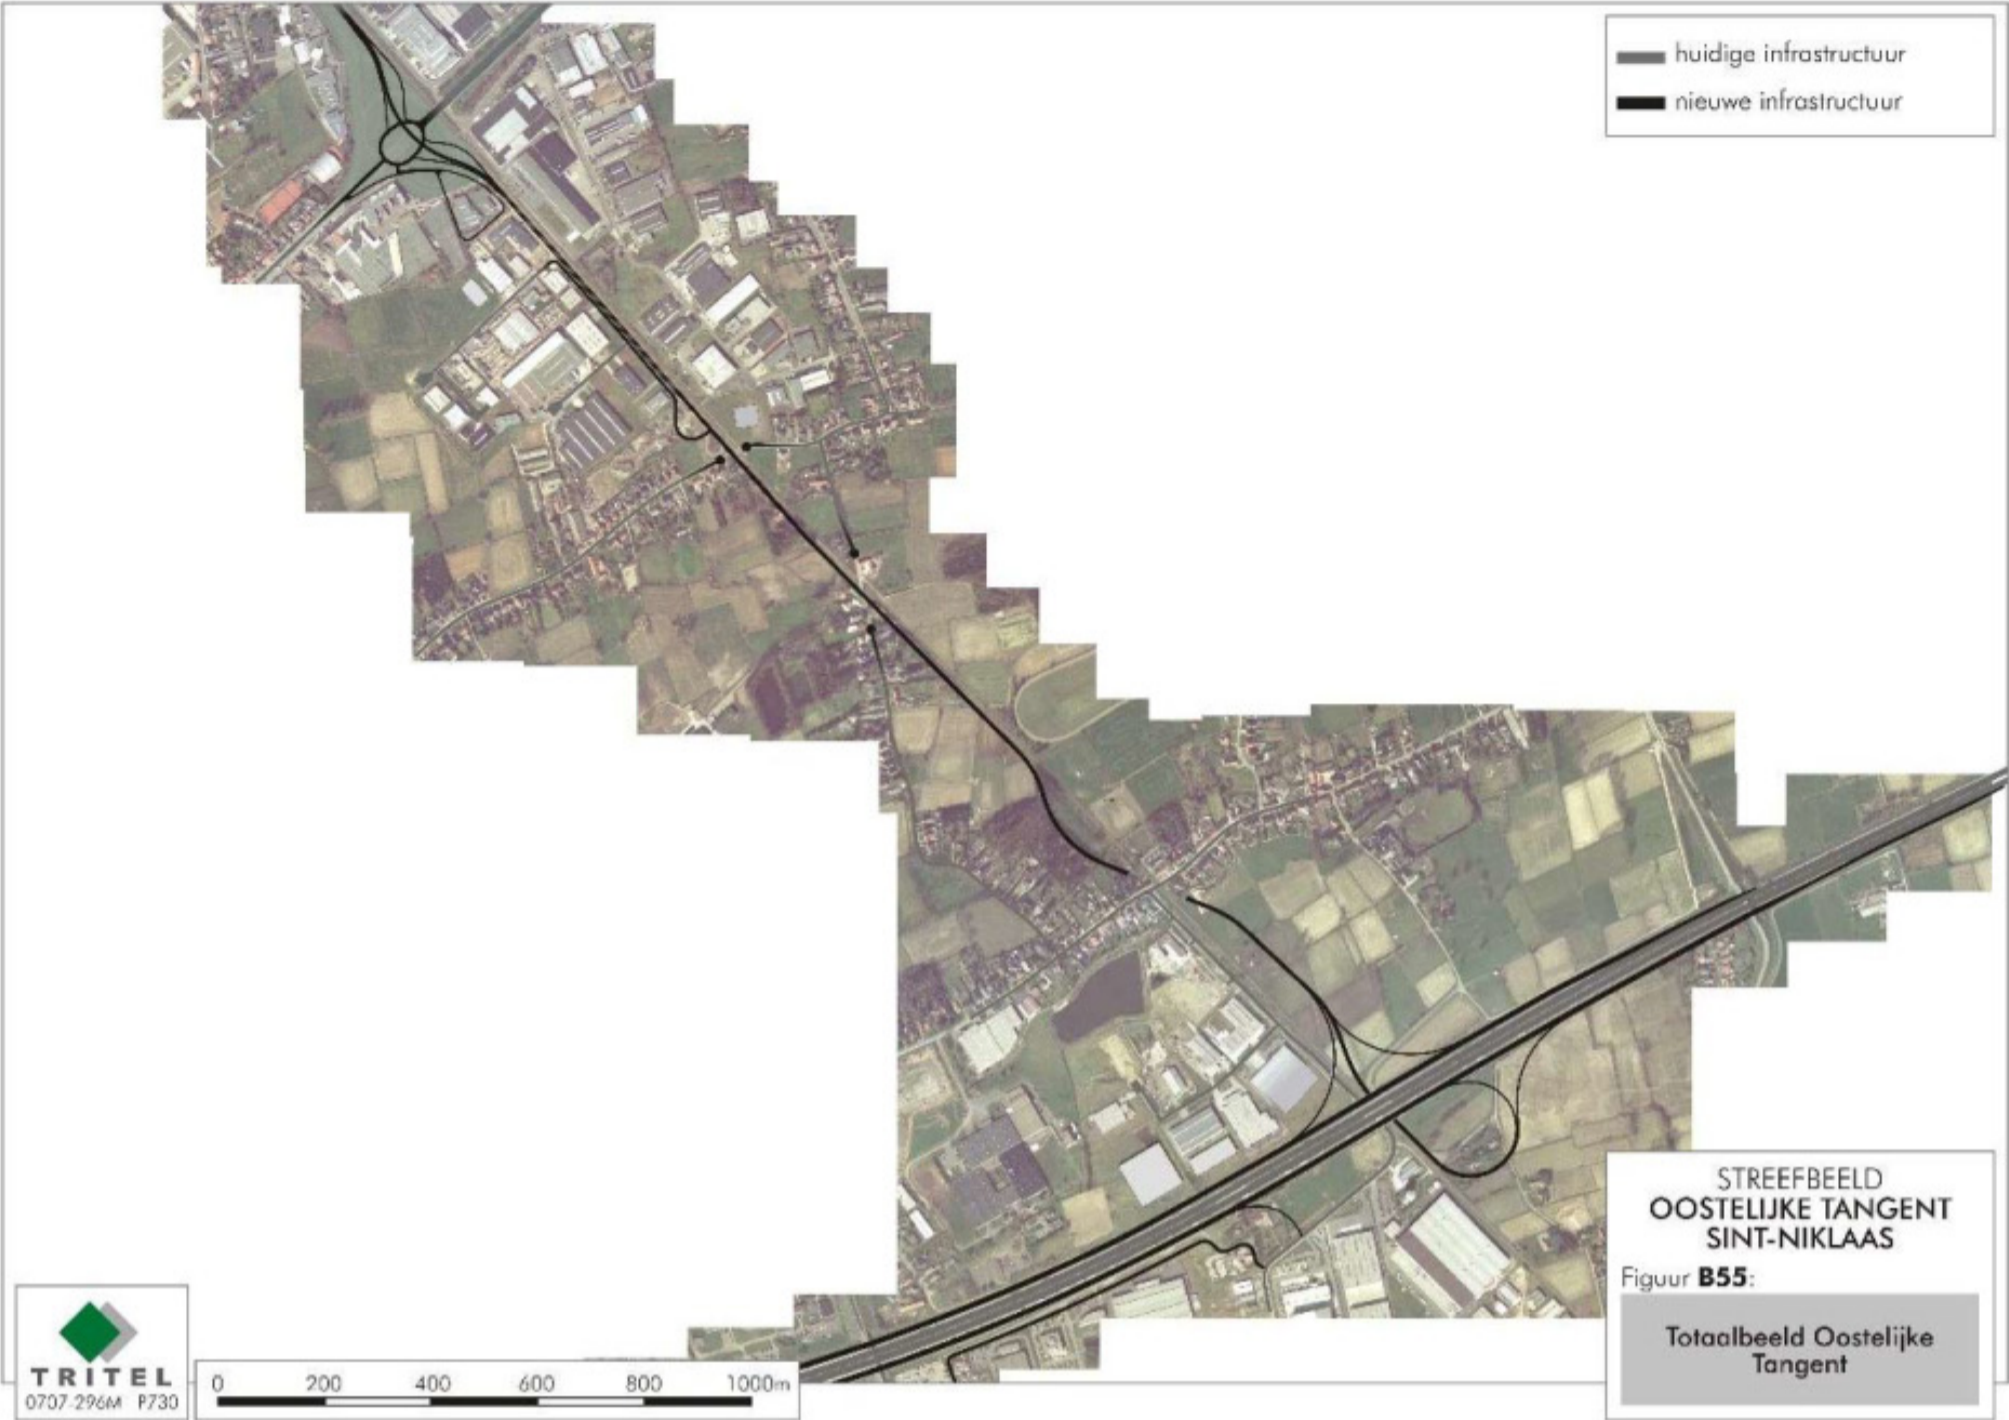 huidige infrastructuur
nieuwe infrastructuur
STREEFBEELD
OOSTELIJKE TANGENT
SINT-NIKLAAS
Figuur B55:
Totaalbeeld Oostelijke
Tangent
TRITEL
0707-296M P730
0 200 400 600 800 1000m